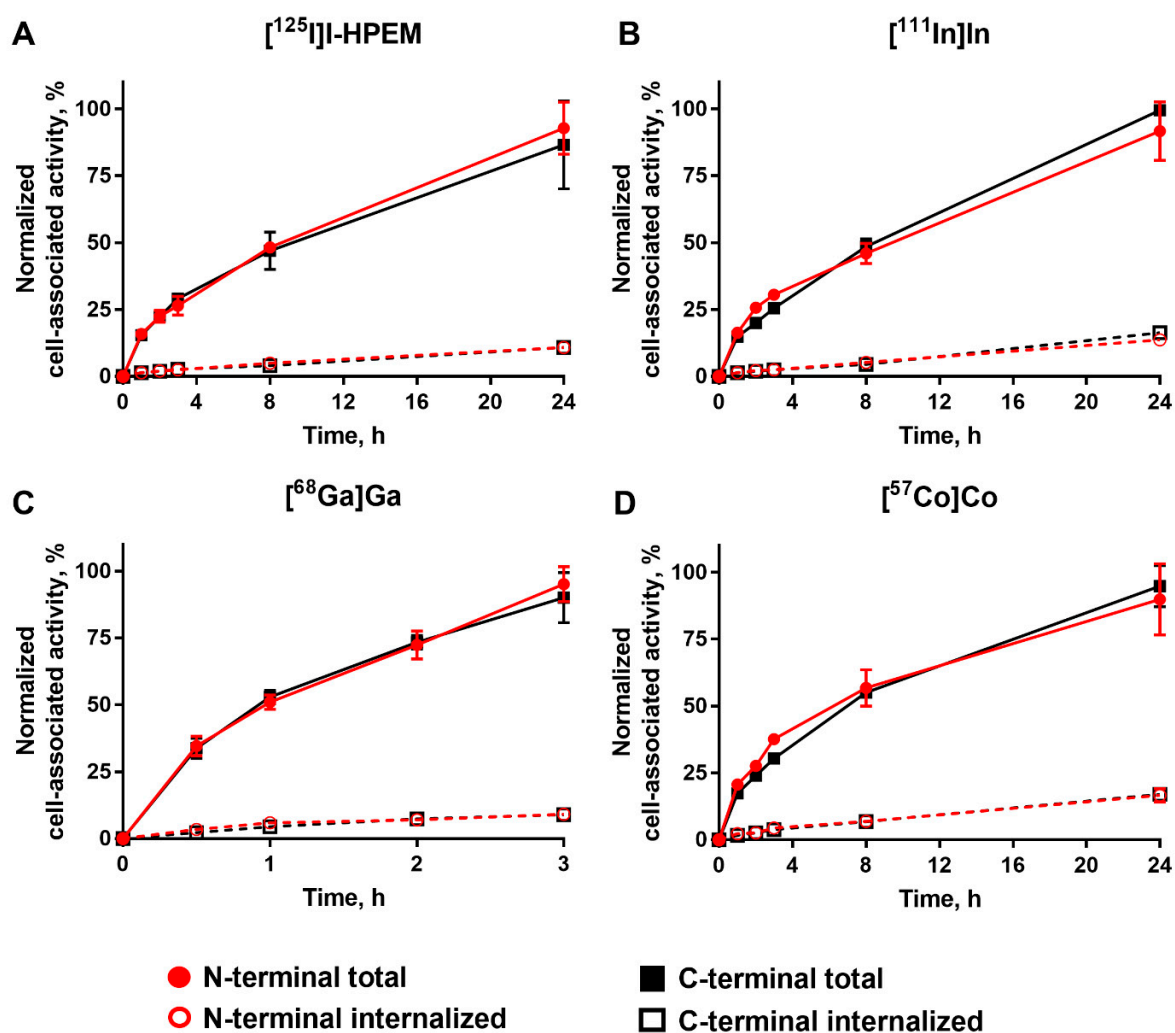 A
[¹²⁵I]I-HPEM
Normalized
cell-associated activity, %
100
75
50
25
0
0 4 8 12 16 20 24
Time, h
B
[¹¹¹In]In
Normalized
cell-associated activity, %
100
75
50
25
0
0 4 8 12 16 20 24
Time, h
C
[⁶⁸Ga]Ga
Normalized
cell-associated activity, %
100
75
50
25
0
0 1 2 3
Time, h
D
[⁵⁷Co]Co
Normalized
cell-associated activity, %
100
75
50
25
0
0 4 8 12 16 20 24
Time, h
N-terminal total
C-terminal total
N-terminal internalized
C-terminal internalized